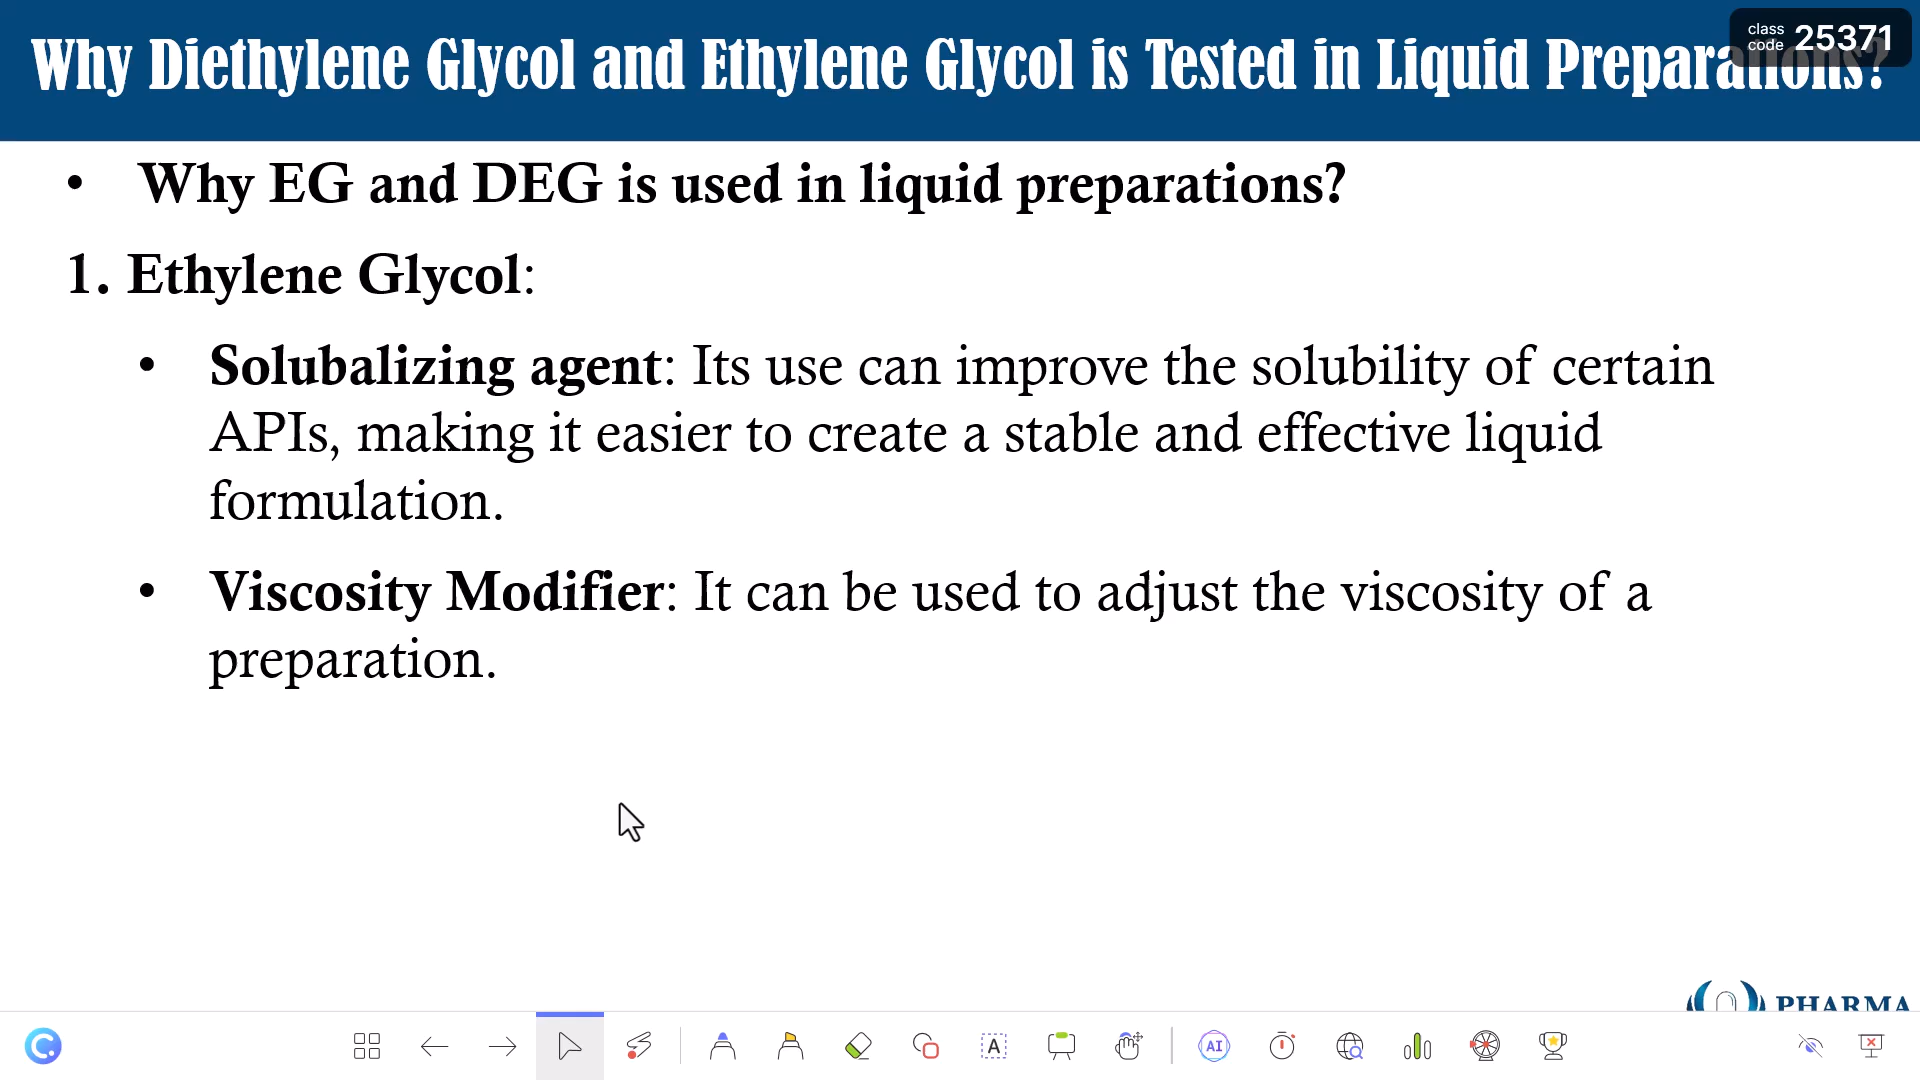 Why Diethylene Glycol and Ethylene Glycol is Tested in Liquid Preparations?
class
code 25371
• Why EG and DEG is used in liquid preparations?
1. Ethylene Glycol:
• Solubalizing agent: Its use can improve the solubility of certain
APIs, making it easier to create a stable and effective liquid
formulation.
• Viscosity Modifier: It can be used to adjust the viscosity of a
preparation.
PHARMA
A
AI